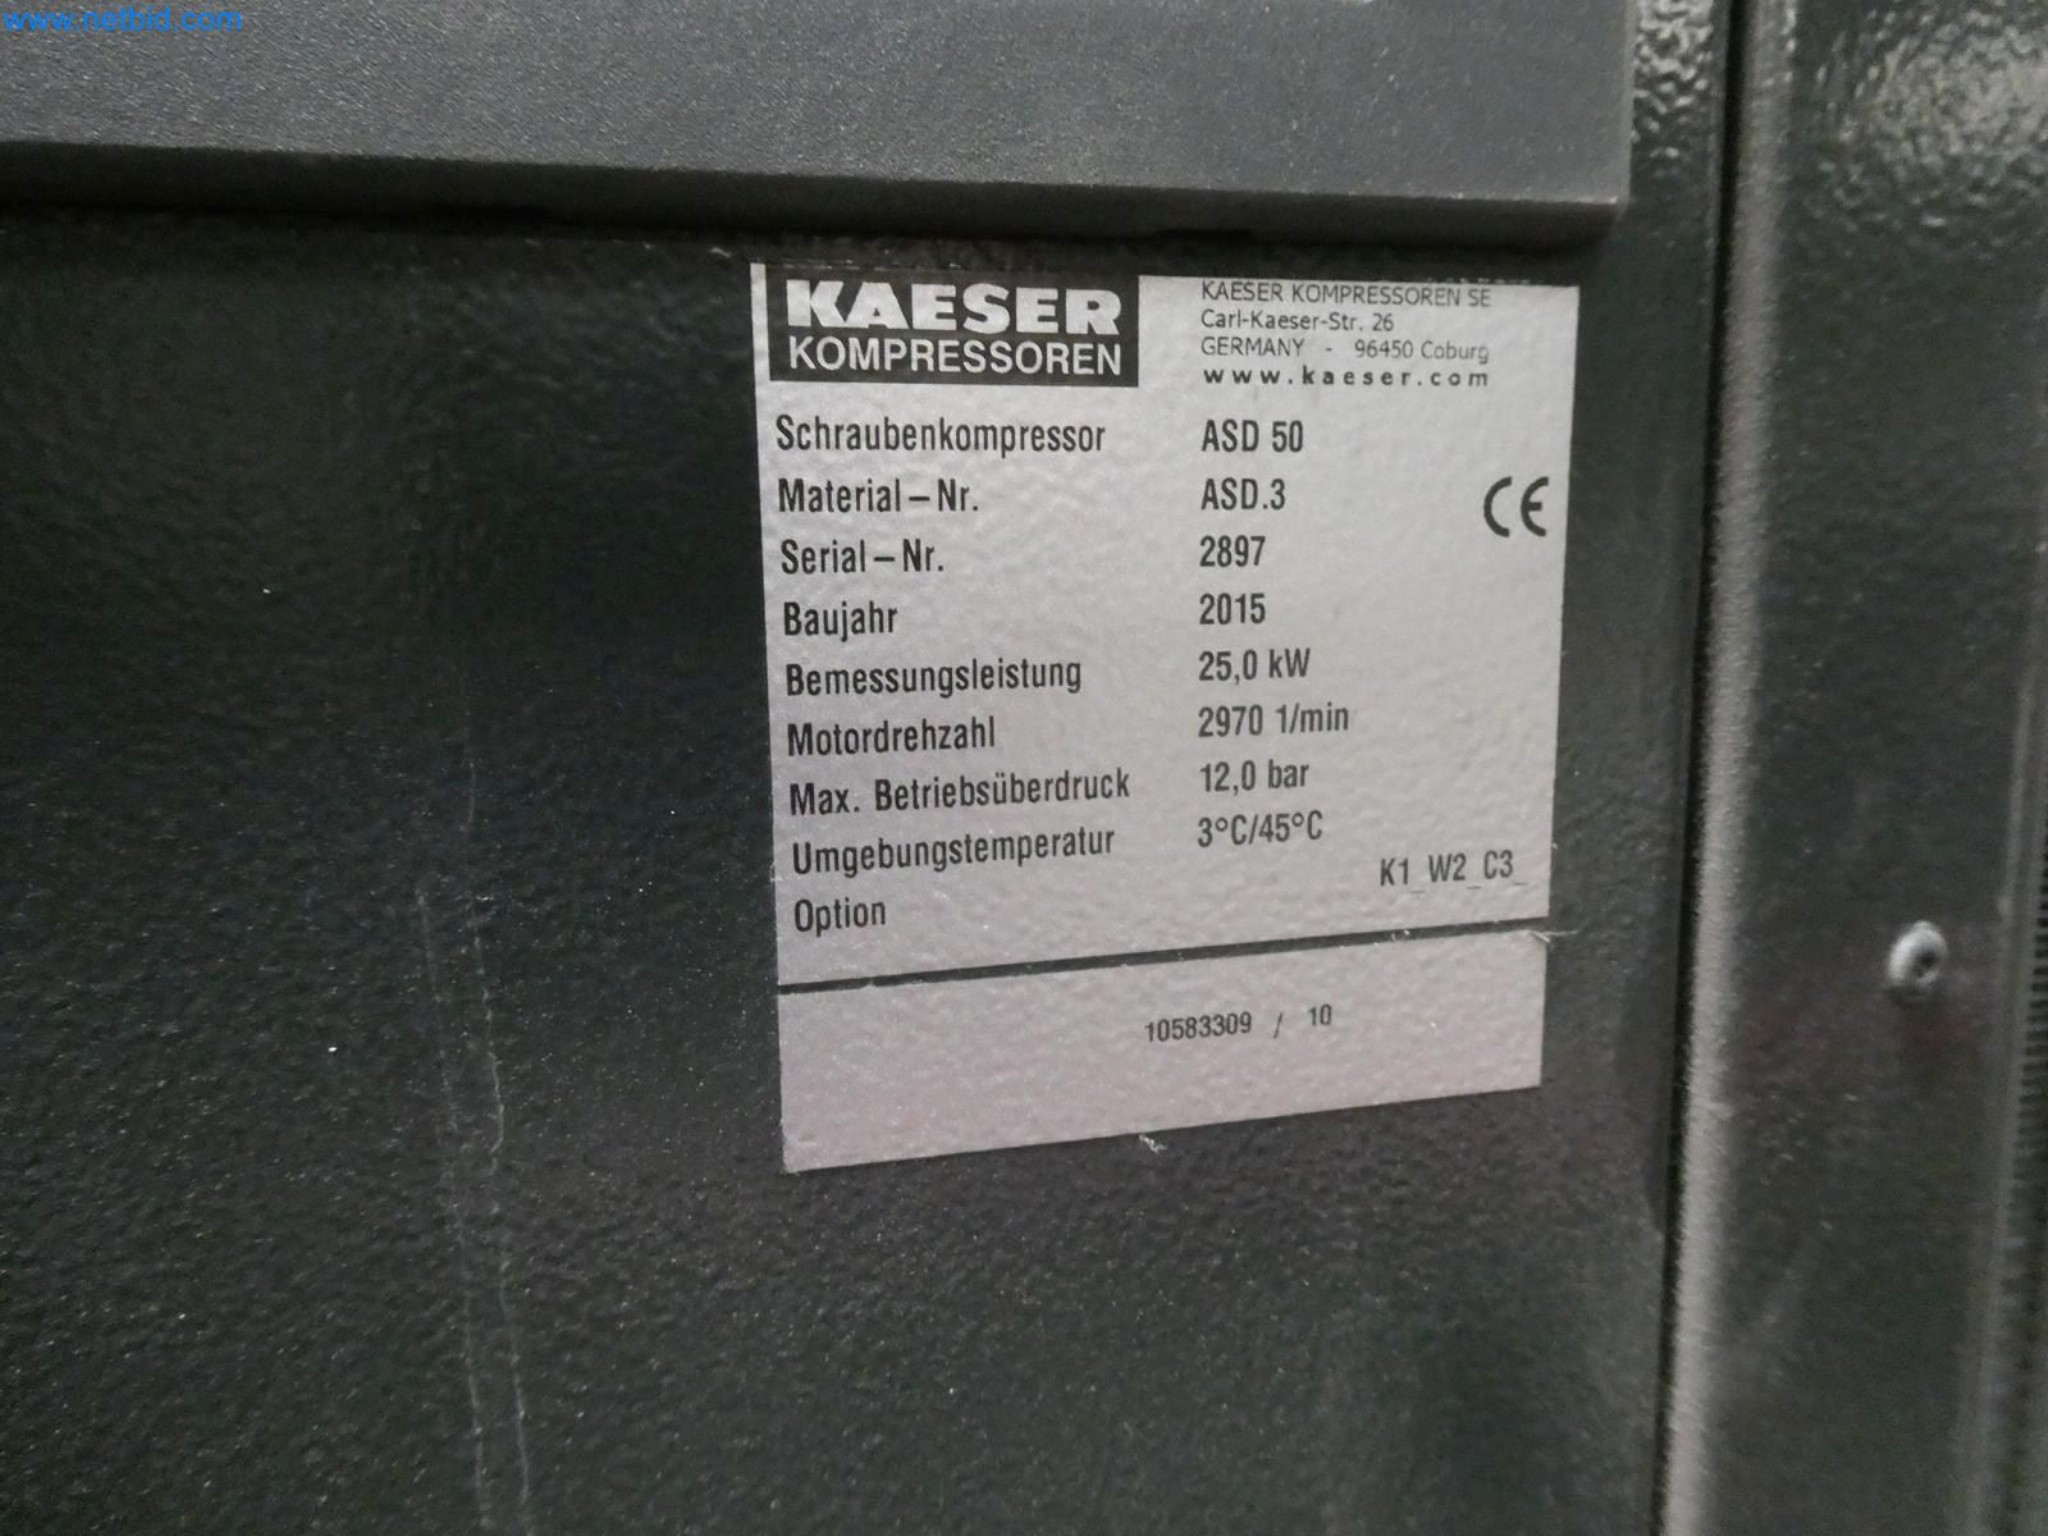 www.netbid.com
KAESER
KOMPRESSOREN
KAESER KOMPRESSOREN SE
Carl-Kaeser-Str. 26
GERMANY - 96450 Coburg
www.kaeser.com
Schraubenkompressor ASD 50
Material-Nr. ASD.3
CE
Serial-Nr. 2897
Baujahr 2015
Bemessungsleistung 25,0 kW
Motordrehzahl 2970 1/min
Max. Betriebsüberdruck 12,0 bar
Umgebungstemperatur 3°C/45°C
Option K1_W2_C3_
10583309 / 10